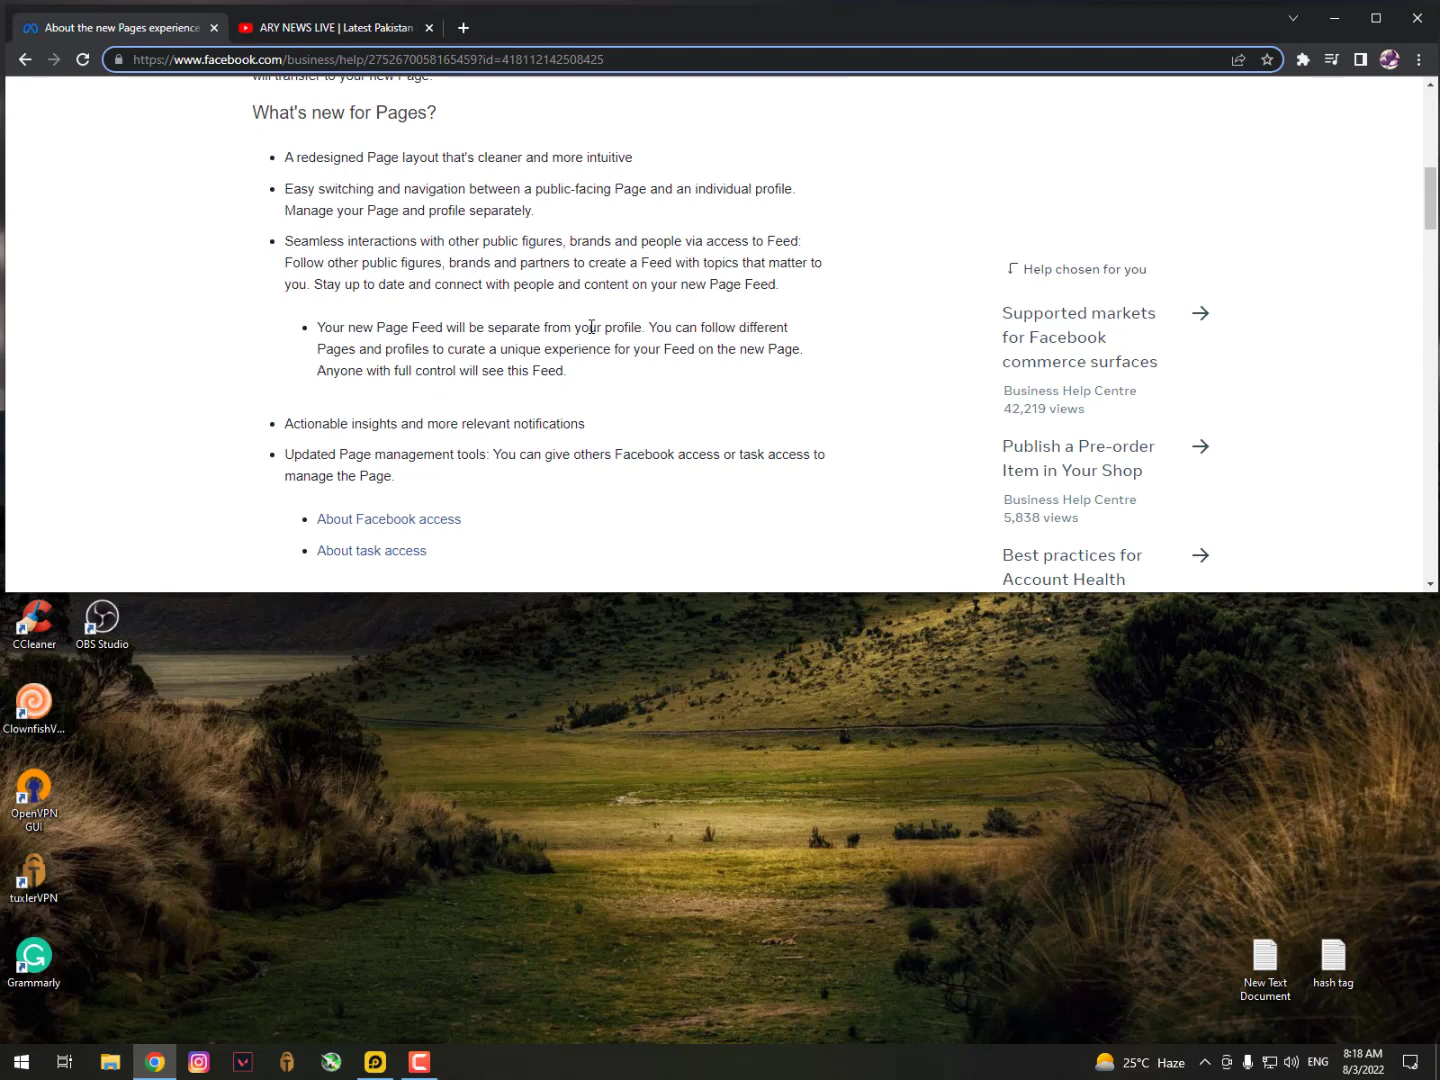 About the new Pages experience
ARY NEWS LIVE | Latest Pakistan
https://www.facebook.com/business/help/2752670058165459?id=418112142508425
will transfer to your new Page.
What's new for Pages?
A redesigned Page layout that's cleaner and more intuitive
Easy switching and navigation between a public-facing Page and an individual profile.
Manage your Page and profile separately.
Seamless interactions with other public figures, brands and people via access to Feed:
Follow other public figures, brands and partners to create a Feed with topics that matter to
you. Stay up to date and connect with people and content on your new Page Feed.
Your new Page Feed will be separate from your profile. You can follow different
Pages and profiles to curate a unique experience for your Feed on the new Page.
Anyone with full control will see this Feed.
Actionable insights and more relevant notifications
Updated Page management tools: You can give others Facebook access or task access to
manage the Page.
About Facebook access
About task access
Help chosen for you
Supported markets
for Facebook
commerce surfaces
Business Help Centre
42,219 views
Publish a Pre-order
Item in Your Shop
Business Help Centre
5,838 views
Best practices for
Account Health
CCleaner
OBS Studio
ClownfishV...
OpenVPN
GUI
tuxlerVPN
Grammarly
New Text
Document
hash tag
25°C Haze
ENG
8:18 AM
8/3/2022